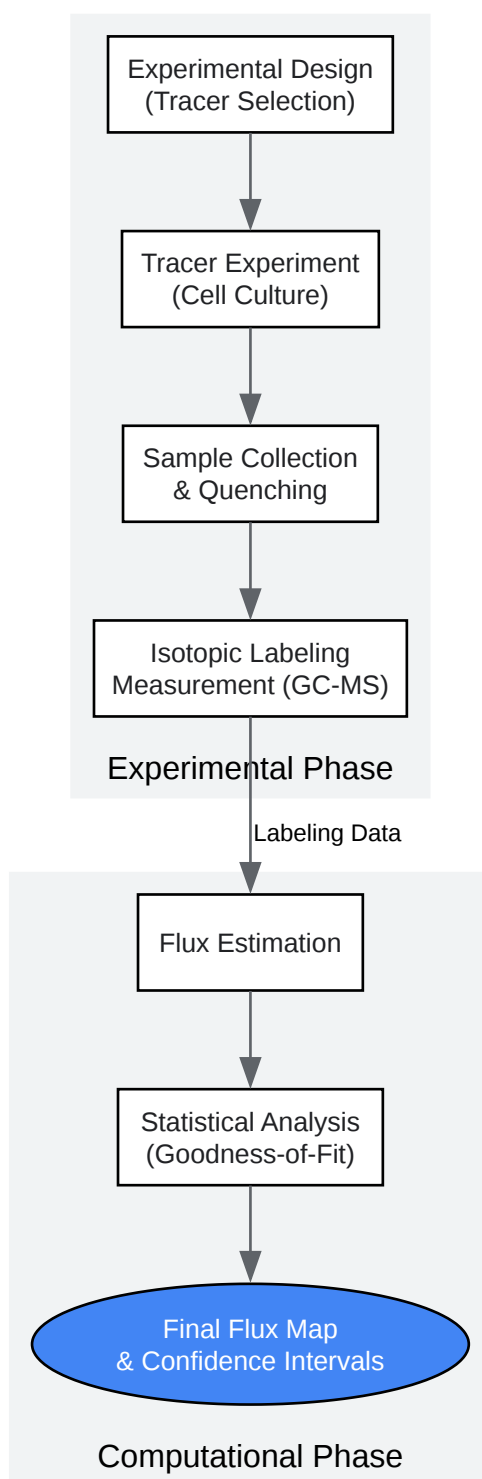 Experimental Design
(Tracer Selection)
Tracer Experiment
(Cell Culture)
Sample Collection
& Quenching
Isotopic Labeling
Measurement (GC-MS)
Experimental Phase
Labeling Data
Flux Estimation
Statistical Analysis
(Goodness-of-Fit)
Final Flux Map
& Confidence Intervals
Computational Phase